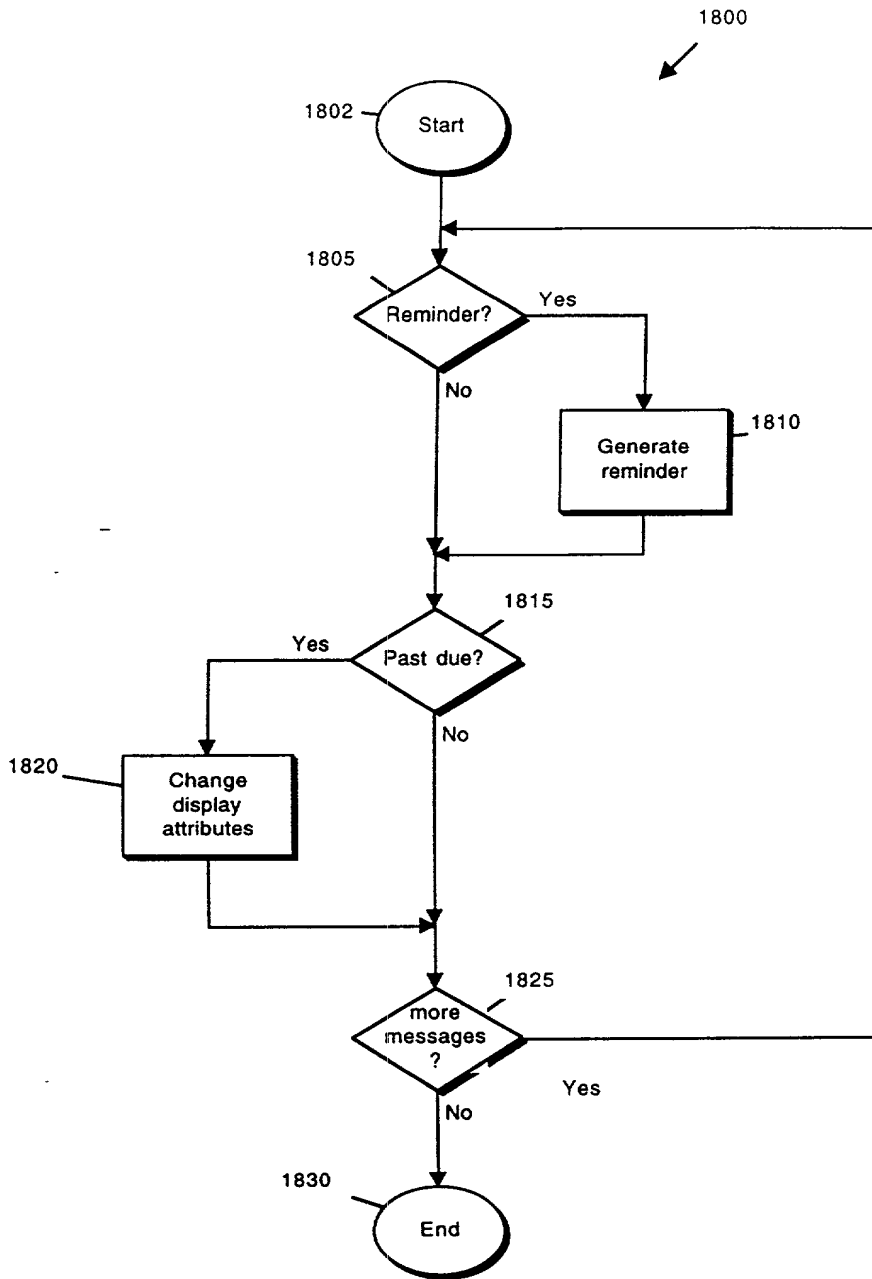 1800
1802
Start
1805
Reminder?
Yes
No
1810
Generate
reminder
1815
Yes
Past due?
No
1820
Change
display
attributes
1825
more
messages
?
Yes
No
1830
End